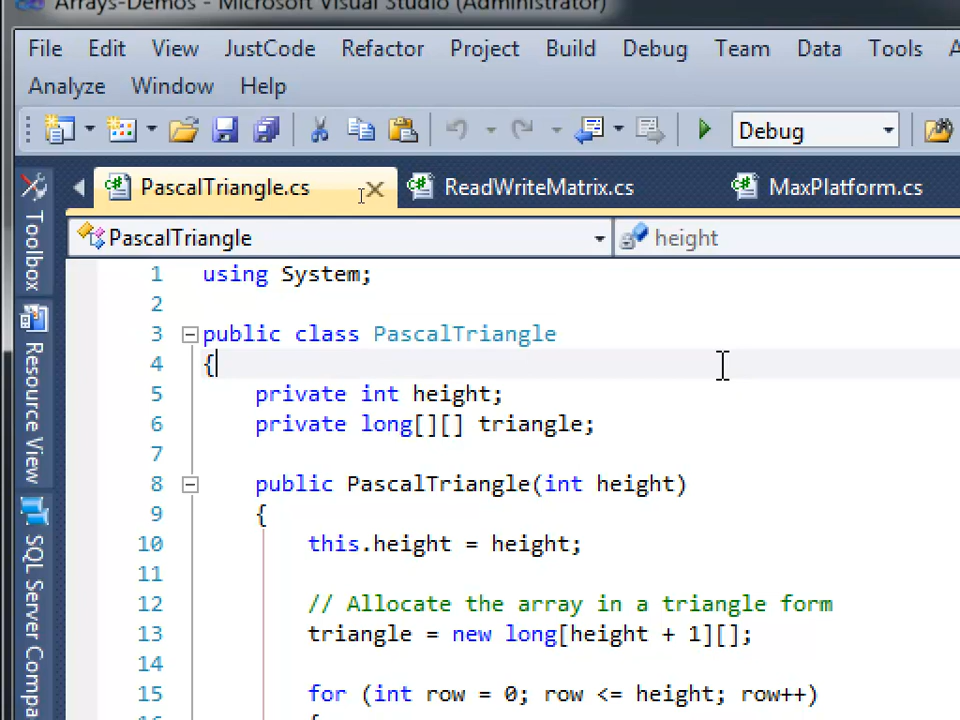 Arrays-Demos - Microsoft Visual Studio (Administrator)
File Edit View JustCode Refactor Project Build Debug Team Data Tools
Analyze Window Help
Debug
PascalTriangle.cs ReadWriteMatrix.cs MaxPlatform.cs
PascalTriangle height
Toolbox
Resource View
SQL Server Compa
1 using System;
2
3 public class PascalTriangle
4 {
5 private int height;
6 private long[][] triangle;
7
8 public PascalTriangle(int height)
9 {
10 this.height = height;
11
12 // Allocate the array in a triangle form
13 triangle = new long[height + 1][];
14
15 for (int row = 0; row <= height; row++)